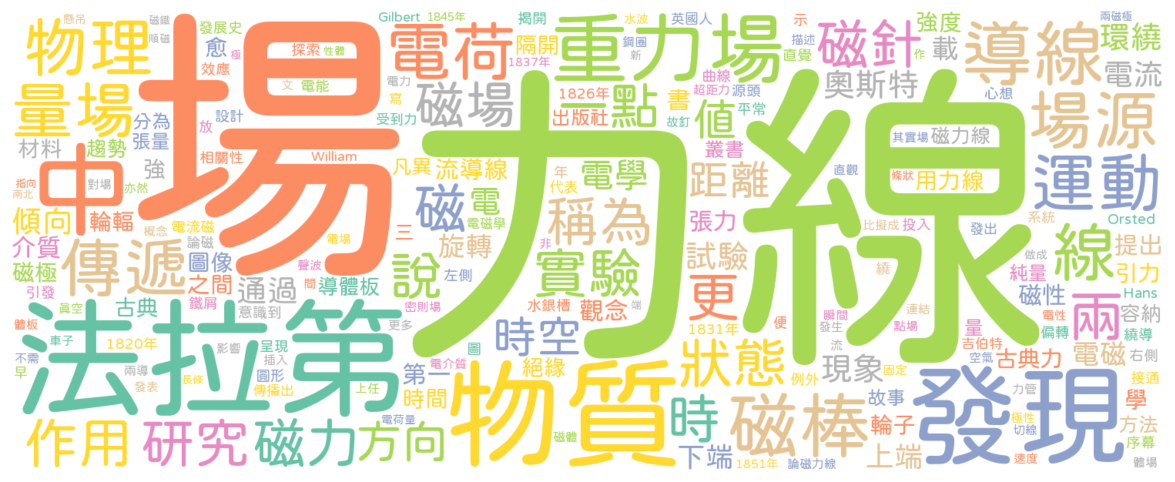 場
力線
法拉第
物質
發現
物理
量場
中
電荷
重力場
磁針
導線
場源
運動
線
兩
磁場
一點
值
奧斯特
距離
更
稱為
實驗
說
傳遞
磁
電
時空
狀態
磁棒
時
作用
研究
磁力
方向
現象
環繞
電流
強度
載
隔開
出版社
書
叢書
電學
旋轉
張力
試驗
觀念
用力線
磁力線
提出
引力
純量
磁性
容納
電磁
古典力
學
方法
序幕
故事
輪子
上端
下端
第一
時間
絕緣
水銀槽
導體板
通過
意識到
圖像
之間
鐵屑
古典
介質
磁極
引發
傾向
輪輻
趨勢
材料
分為
張量
強
相關性
設計
放
愈
效應
發展史
探索
性體
電能
文
極
磁鐵
順磁
懸吊
Gilbert
1845年
揭開
1837年
水波
英國人
鋼圈
新
描述
直覺
作
示
兩磁極
曲線
超距力
源頭
平常
故釘
1826年
受到力
寫
電力
William
凡異
流導線
年
代表
三
電磁學
非
左側
密則場
端
直觀
條狀
其實場
比擬成
投入
發出
系統
做成
繞
Orsted
Hans
電性
繞導
偏轉
量
吉伯特
空氣
右側
接通
連結
點場
瞬間
發生
流
便
1831年
例外
固定
力管
極性
切線
速度
體場
1851年
論磁力線
磁體
電介質
圖
更多
電荷量
上任
傳播出
圓形
插入
呈現
長條
發表
兩導
影響
1820年
車子
不需
早
體板
真空
間
聲波
電場
論磁
概念
電流磁
亦然
對場
指向
南北